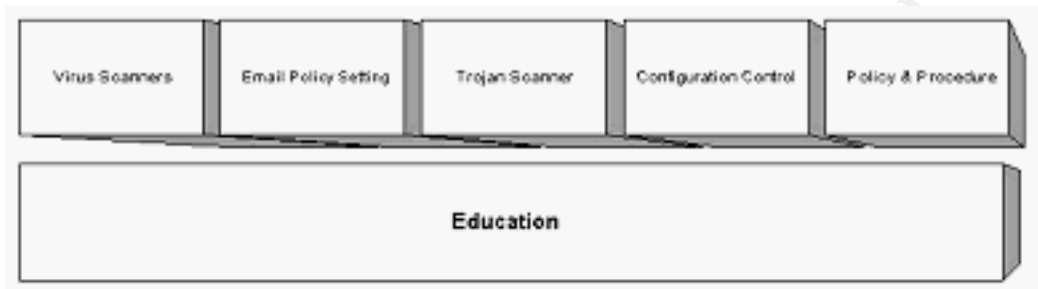 Virus Scanners
Email Policy Setting
Trojan Scanner
Configuration Control
Policy & Procedure
Education